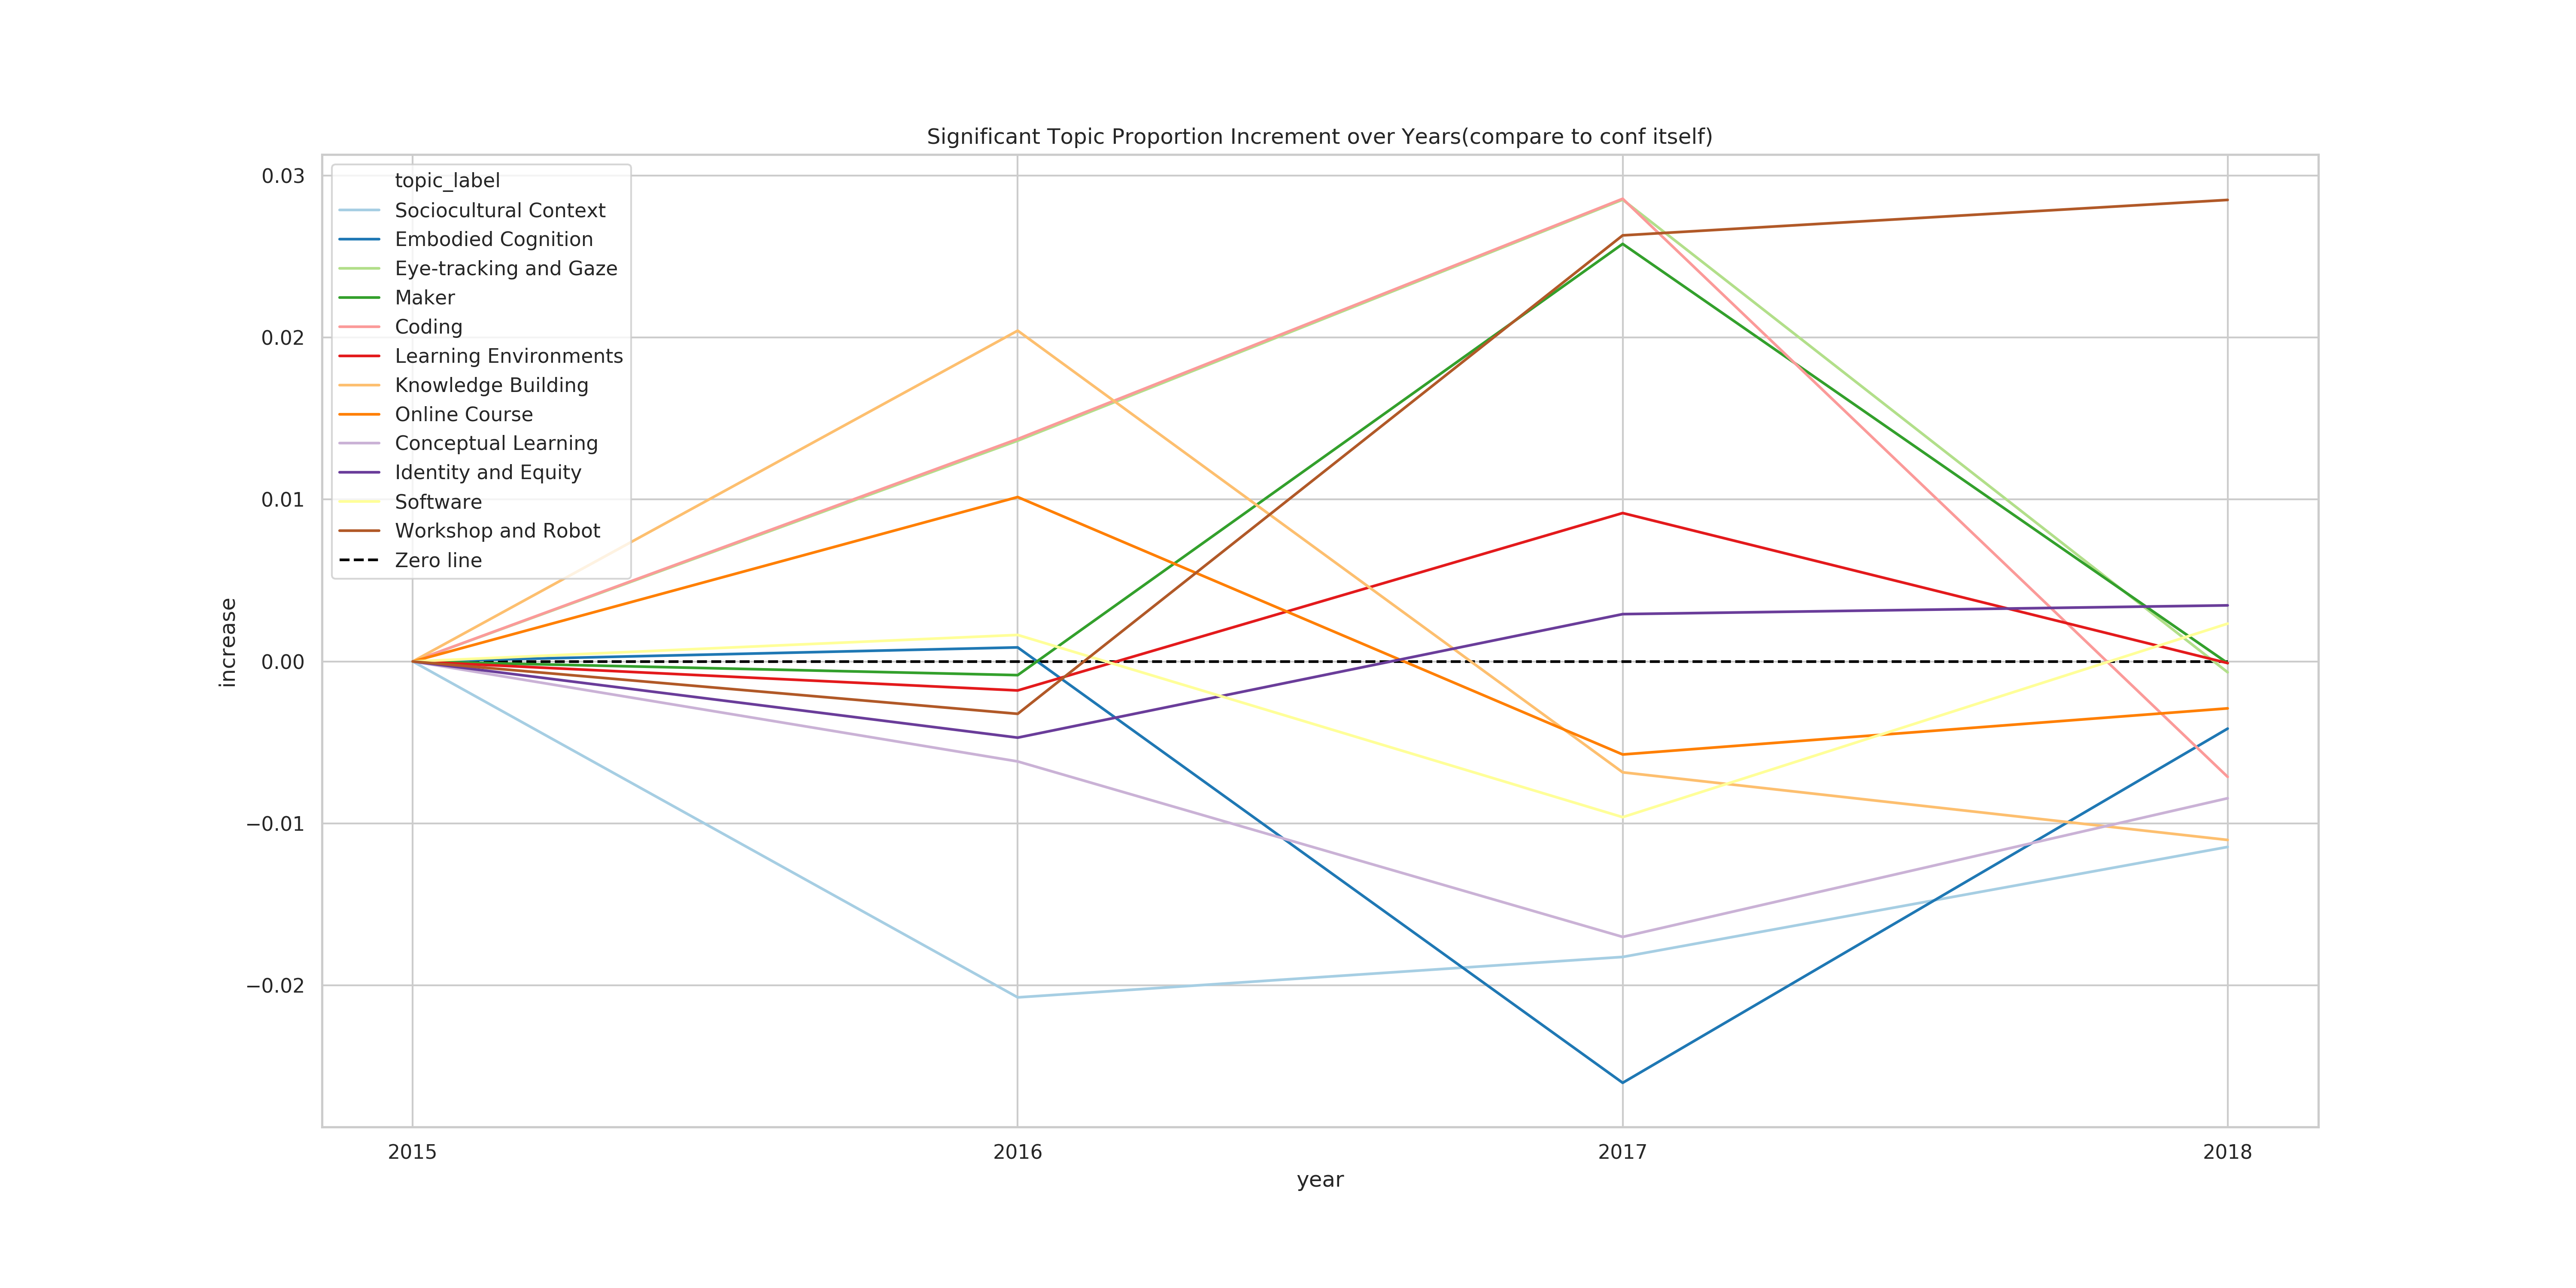 Significant Topic Proportion Increment over Years(compare to conf itself)
0.03
0.02
0.01
0.00
−0.01
−0.02
increase
topic_label
Sociocultural Context
Embodied Cognition
Eye-tracking and Gaze
Maker
Coding
Learning Environments
Knowledge Building
Online Course
Conceptual Learning
Identity and Equity
Software
Workshop and Robot
Zero line
2015 2016 2017 2018
year